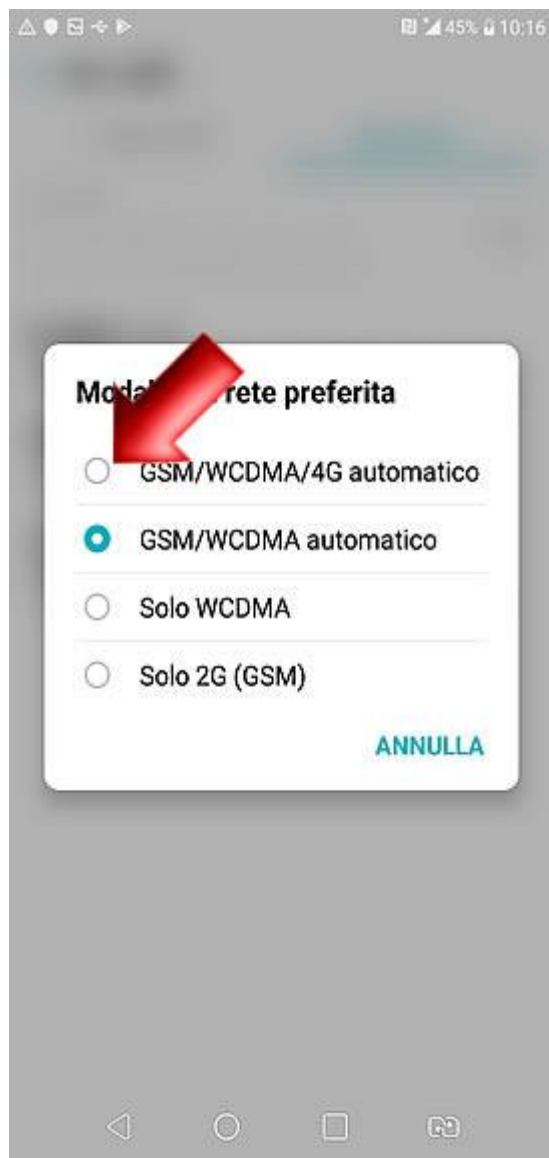 45% 10:16
rete preferita
GSM/WCDMA/4G automatico
GSM/WCDMA automatico
Solo WCDMA
Solo 2G (GSM)
ANNULLA